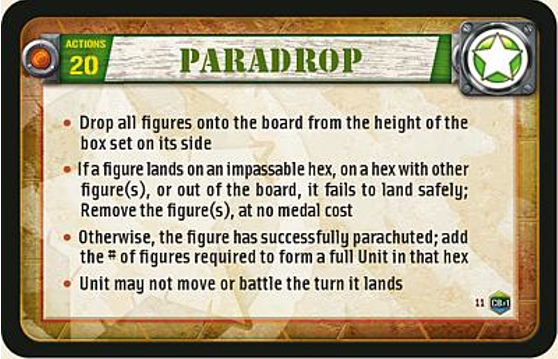 ACTIONS
20
PARADROP
• Drop all figures onto the board from the height of the
box set on its side
• If a figure lands on an impassable hex, on a hex with other
figure(s), or out of the board, it fails to land safely;
Remove the figure(s), at no medal cost
• Otherwise, the figure has successfully parachuted; add
the # of figures required to form a full Unit in that hex
• Unit may not move or battle the turn it lands
11 CB•1